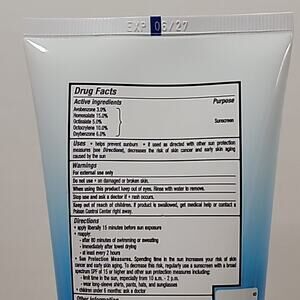 EXP 06/27
Drug Facts
Active ingredients Purpose
Avobenzone 3.0%
Homosalate 15.0%
Octisalate 5.0% Sunscreen
Octocrylene 10.0%
Oxybenzone 6.0%
Uses • helps prevent sunburn • if used as directed with other sun protection
measures (see Directions), decreases the risk of skin cancer and early skin aging
caused by the sun
Warnings
For external use only
Do not use • on damaged or broken skin.
When using this product keep out of eyes. Rinse with water to remove.
Stop use and ask a doctor if • rash occurs.
Keep out of reach of children. If product is swallowed, get medical help or contact a
Poison Control Center right away.
Directions
• apply liberally 15 minutes before sun exposure
• reapply:
- after 80 minutes of swimming or sweating
- immediately after towel drying
- at least every 2 hours
• Sun Protection Measures. Spending time in the sun increases your risk of skin
cancer and early skin aging. To decrease this risk, regularly use a sunscreen with a broad
spectrum SPF of 15 or higher and other sun protection measures including:
- limit time in the sun, especially from 10 a.m. - 2 p.m.
- wear long-sleeve shirts, pants, hats, and sunglasses
• children under 6 months: ask a doctor
Other information